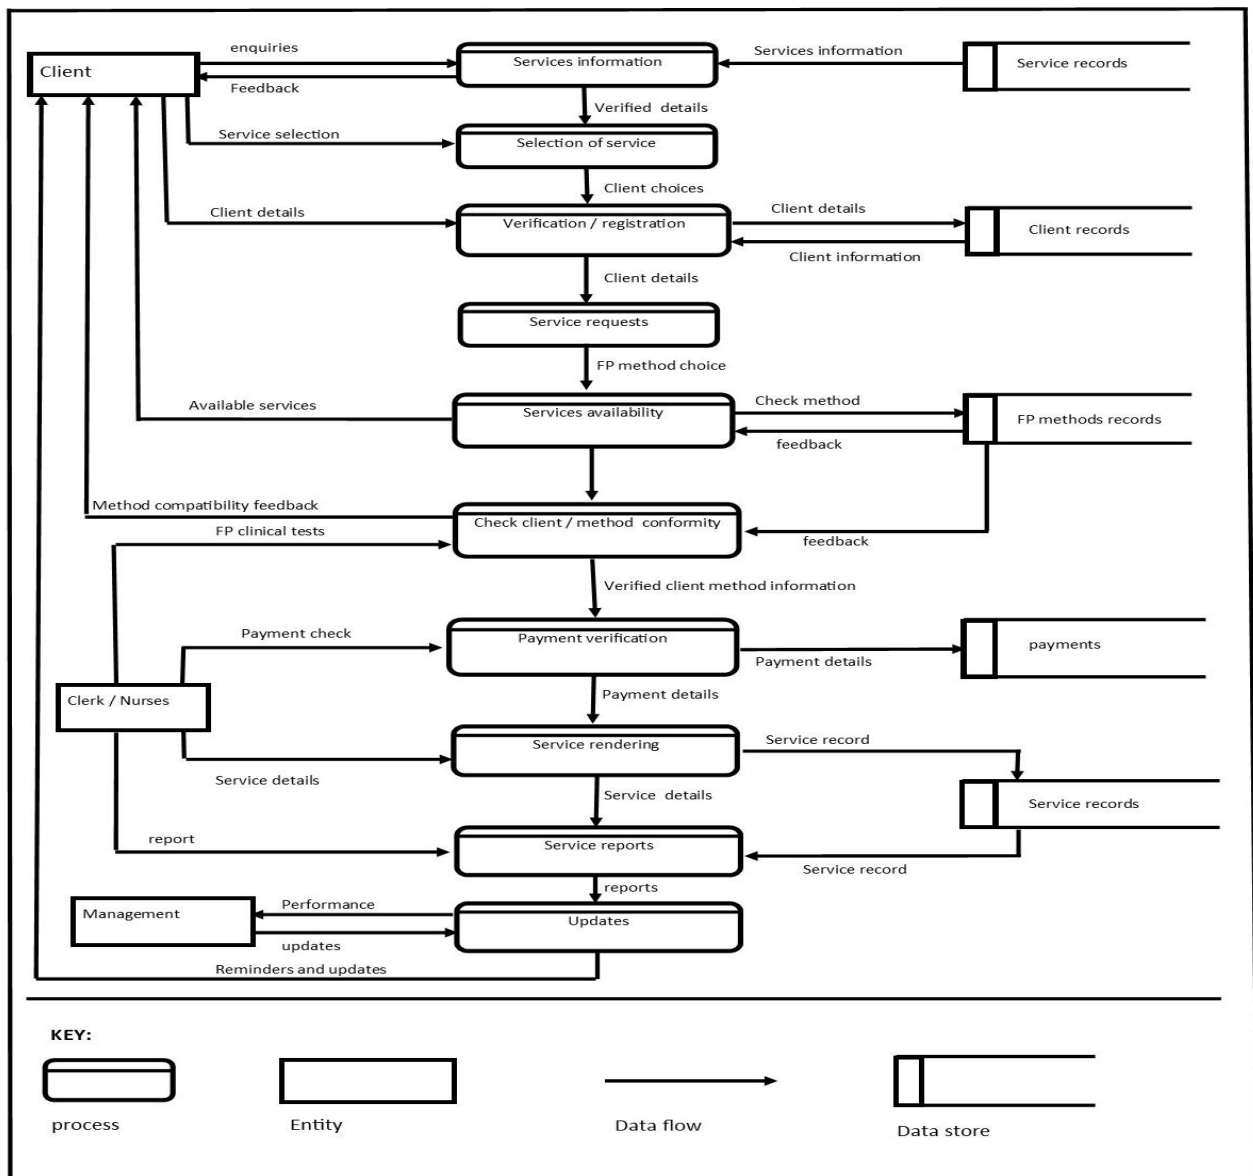 enquiries
Services information
Client
Services information
Service records
Feedback
Verified details
Service selection
Selection of service
Client choices
Client details
Client details
Verification / registration
Client records
Client information
Client details
Service requests
FP method choice
Available services
Services availability
Check method
FP methods records
feedback
Method compatibility feedback
Check client / method conformity
FP clinical tests
feedback
Verified client method information
Payment check
Payment verification
payments
Payment details
Clerk / Nurses
Payment details
Service rendering
Service record
Service details
Service details
Service records
report
Service reports
Service record
reports
Performance
Management
Updates
updates
Reminders and updates
KEY:
process
Entity
Data flow
Data store